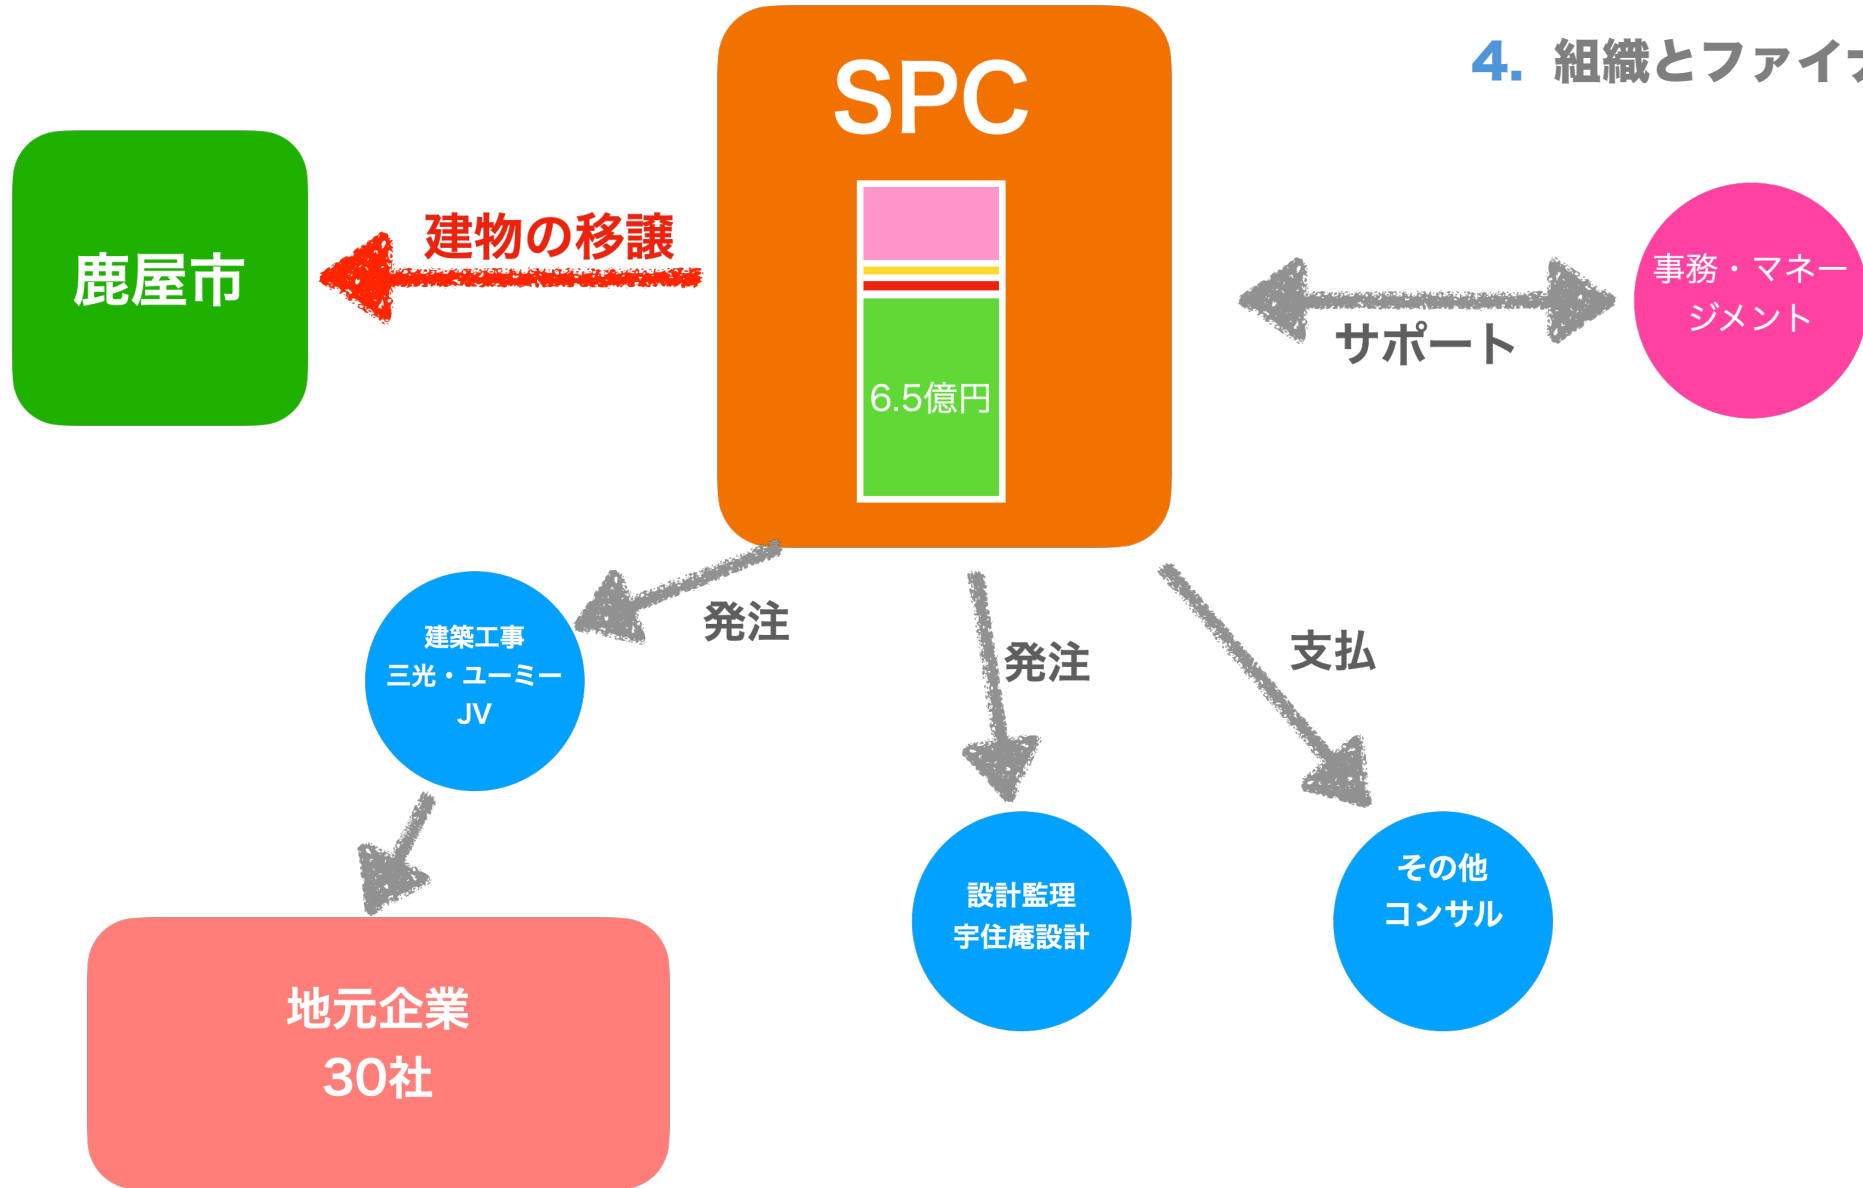 SPC
4. 組織とファイナ
鹿屋市
建物の移譲
6.5億円
サポート
事務・マネー
ジメント
発注
発注
支払
建築工事
三光・ユーミー
JV
設計監理
宇住庵設計
その他
コンサル
地元企業
30社